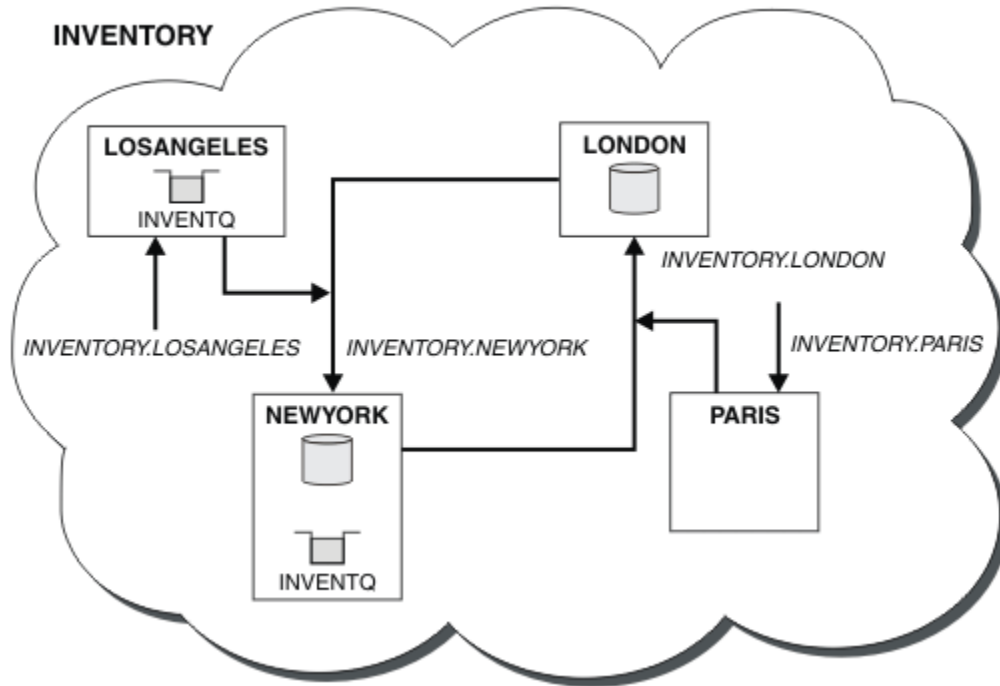 INVENTORY
LOSANGELES
INVENTQ
LONDON
INVENTORY.LONDON
INVENTORY.LOSANGELES
INVENTORY.NEWYORK
INVENTORY.PARIS
NEWYORK
INVENTQ
PARIS